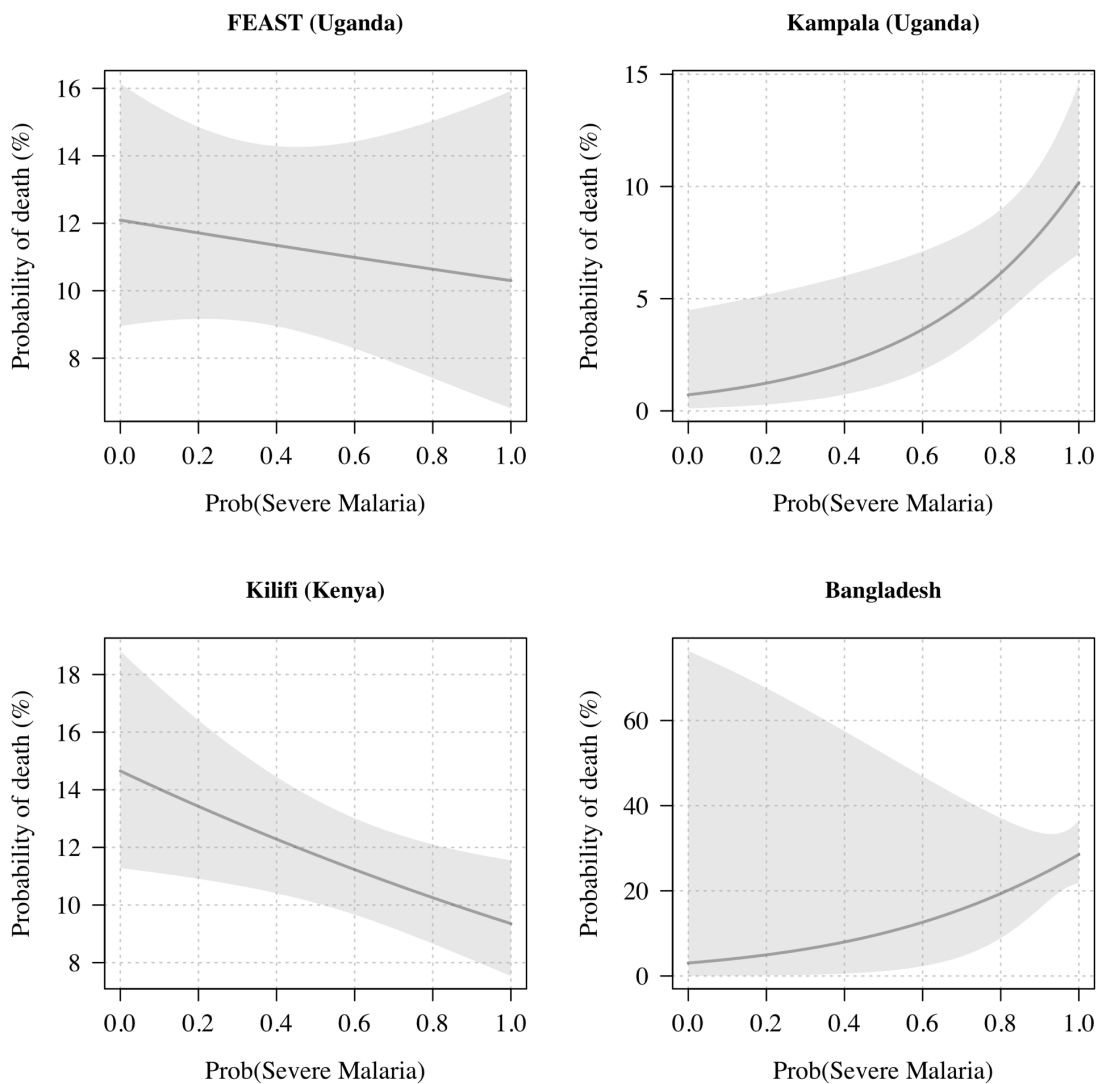 FEAST (Uganda)
Probability of death (%)
16
14
12
10
8
0.0 0.2 0.4 0.6 0.8 1.0
Prob(Severe Malaria)
Kampala (Uganda)
Probability of death (%)
15
10
5
0
0.0 0.2 0.4 0.6 0.8 1.0
Prob(Severe Malaria)
Kilifi (Kenya)
Probability of death (%)
18
16
14
12
10
8
0.0 0.2 0.4 0.6 0.8 1.0
Prob(Severe Malaria)
Bangladesh
Probability of death (%)
60
40
20
0
0.0 0.2 0.4 0.6 0.8 1.0
Prob(Severe Malaria)